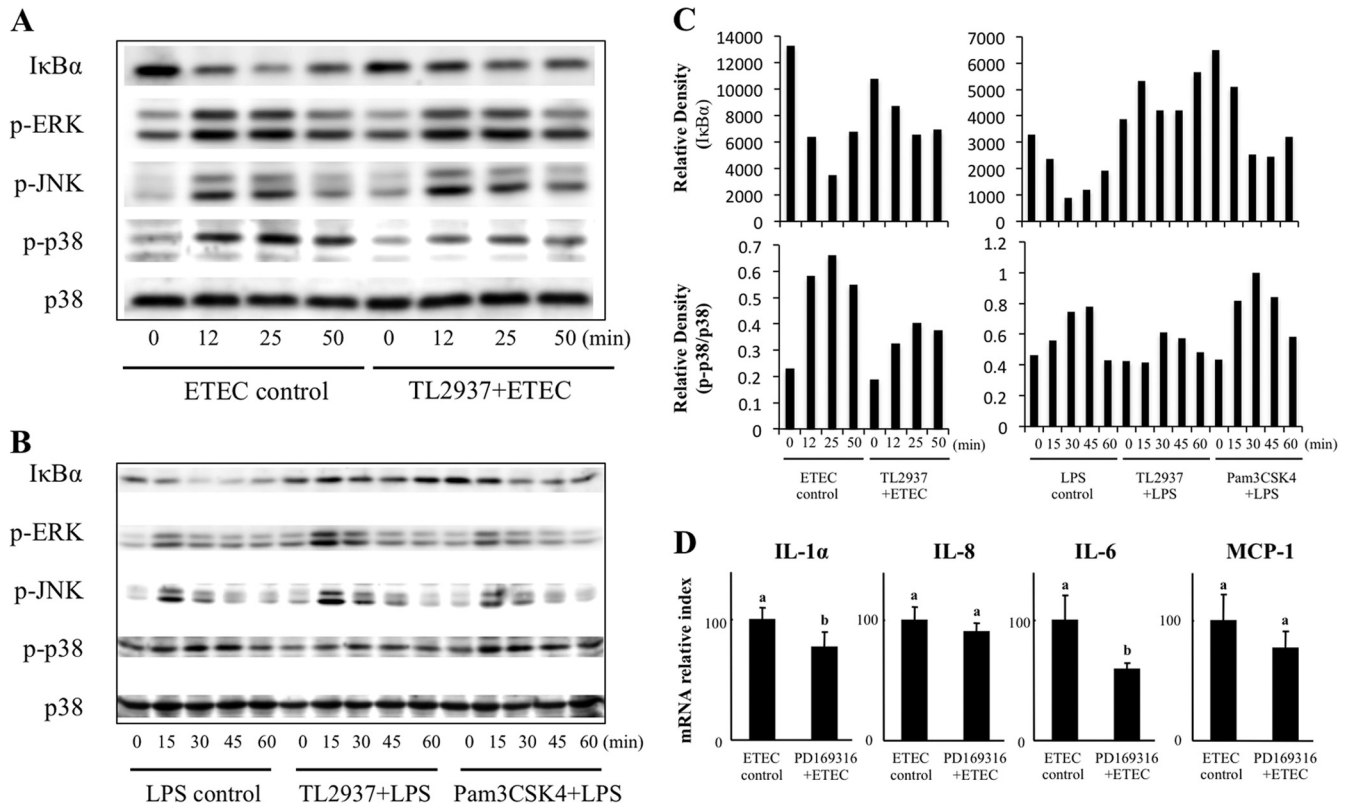 A
IκBα
p-ERK
p-JNK
p-p38
p38
0 12 25 50 0 12 25 50 (min)
ETEC control TL2937+ETEC
B
IκBα
p-ERK
p-JNK
p-p38
p38
0 15 30 45 60 0 15 30 45 60 0 15 30 45 60 (min)
LPS control TL2937+LPS Pam3CSK4+LPS
C
Relative Density
(IκBα)
14000
12000
10000
8000
6000
4000
2000
0
7000
6000
5000
4000
3000
2000
1000
0
Relative Density
(p-p38/p38)
0.7
0.6
0.5
0.4
0.3
0.2
0.1
0
0 12 25 50 0 12 25 50 (min)
ETEC
control
TL2937
+ETEC
1.2
1
0.8
0.6
0.4
0.2
0
0 15 30 45 60 0 15 30 45 60 0 15 30 45 60 (min)
LPS
control
TL2937
+LPS
Pam3CSK4
+LPS
D
mRNA relative index
IL-1α
100
0
a
b
ETEC
control
PD169316
+ETEC
IL-8
100
0
a
a
ETEC
control
PD169316
+ETEC
IL-6
100
0
a
b
ETEC
control
PD169316
+ETEC
MCP-1
100
0
a
a
ETEC
control
PD169316
+ETEC